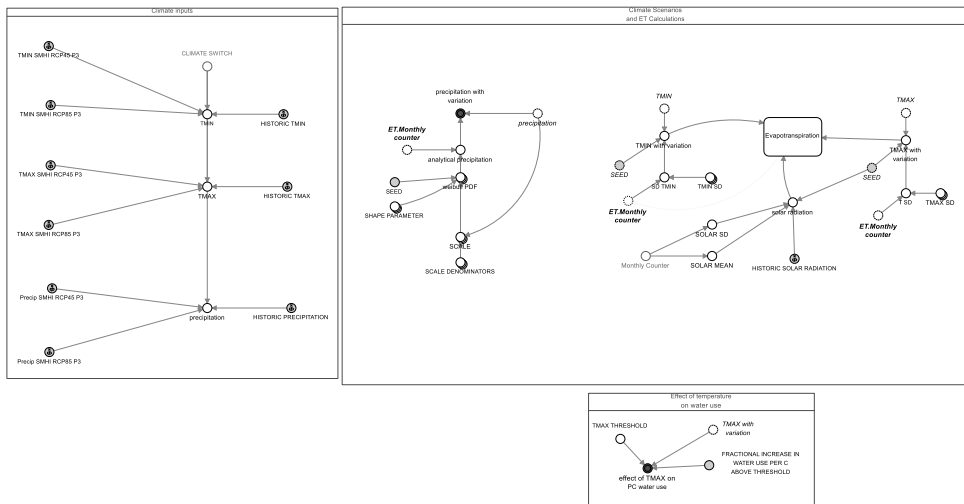 Climate inputs
TMIN SMHI RCP45 P3
CLIMATE SWITCH
TMIN SMHI RCP85 P3
TMIN
HISTORIC TMIN
TMAX SMHI RCP45 P3
TMAX
HISTORIC TMAX
TMAX SMHI RCP85 P3
Precip SMHI RCP45 P3
precipitation
HISTORIC PRECIPITATION
Precip SMHI RCP85 P3
Climate Scenarios
and ET Calculations
precipitation with
variation
precipitation
ET.Monthly
counter
analytical precipitation
SEED
weibull PDF
SHAPE PARAMETER
SCALE
SCALE DENOMINATORS
TMIN
TMIN with variation
SEED
SD TMIN
TMIN SD
ET.Monthly
counter
Evapotranspiration
TMAX
TMAX with
variation
SEED
T SD
TMAX SD
ET.Monthly
counter
solar radiation
SOLAR SD
Monthly Counter
SOLAR MEAN
HISTORIC SOLAR RADIATION
Effect of temperature
on water use
TMAX THRESHOLD
TMAX with
variation
FRACTIONAL INCREASE IN
WATER USE PER C
ABOVE THRESHOLD
effect of TMAX on
PC water use